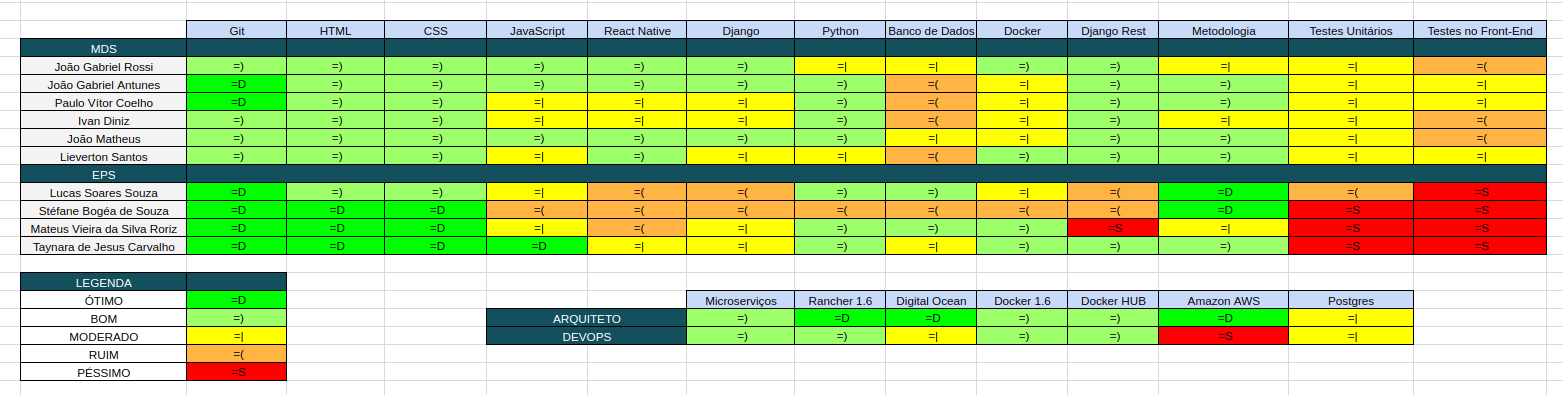 Git HTML CSS JavaScript React Native Django Python Banco de Dados Docker Django Rest Metodologia Testes Unitários Testes no Front-End
MDS
João Gabriel Rossi =) =) =) =) =) =) =| =| =) =) =| =| =(
João Gabriel Antunes =D =) =) =) =) =) =) =( =| =) =) =| =|
Paulo Vítor Coelho =D =) =) =| =| =| =) =( =| =) =) =| =|
Ivan Diniz =) =) =) =| =| =| =) =( =| =) =| =| =(
João Matheus =) =) =) =) =) =) =) =| =| =) =) =| =(
Lieverton Santos =) =) =) =| =) =| =| =( =) =) =) =| =|
EPS
Lucas Soares Souza =D =) =) =| =( =( =) =) =| =( =D =( =S
Stéfane Bogéa de Souza =D =D =D =( =( =( =( =( =( =( =D =S =S
Mateus Vieira da Silva Roriz =D =D =D =| =( =| =) =) =) =S =| =S =S
Taynara de Jesus Carvalho =D =D =D =D =| =| =) =| =) =) =) =S =S
LEGENDA
ÓTIMO =D
BOM =)
MODERADO =|
RUIM =(
PÉSSIMO =S
Microserviços Rancher 1.6 Digital Ocean Docker 1.6 Docker HUB Amazon AWS Postgres
ARQUITETO =) =D =D =) =) =D =|
DEVOPS =) =) =| =) =) =S =|